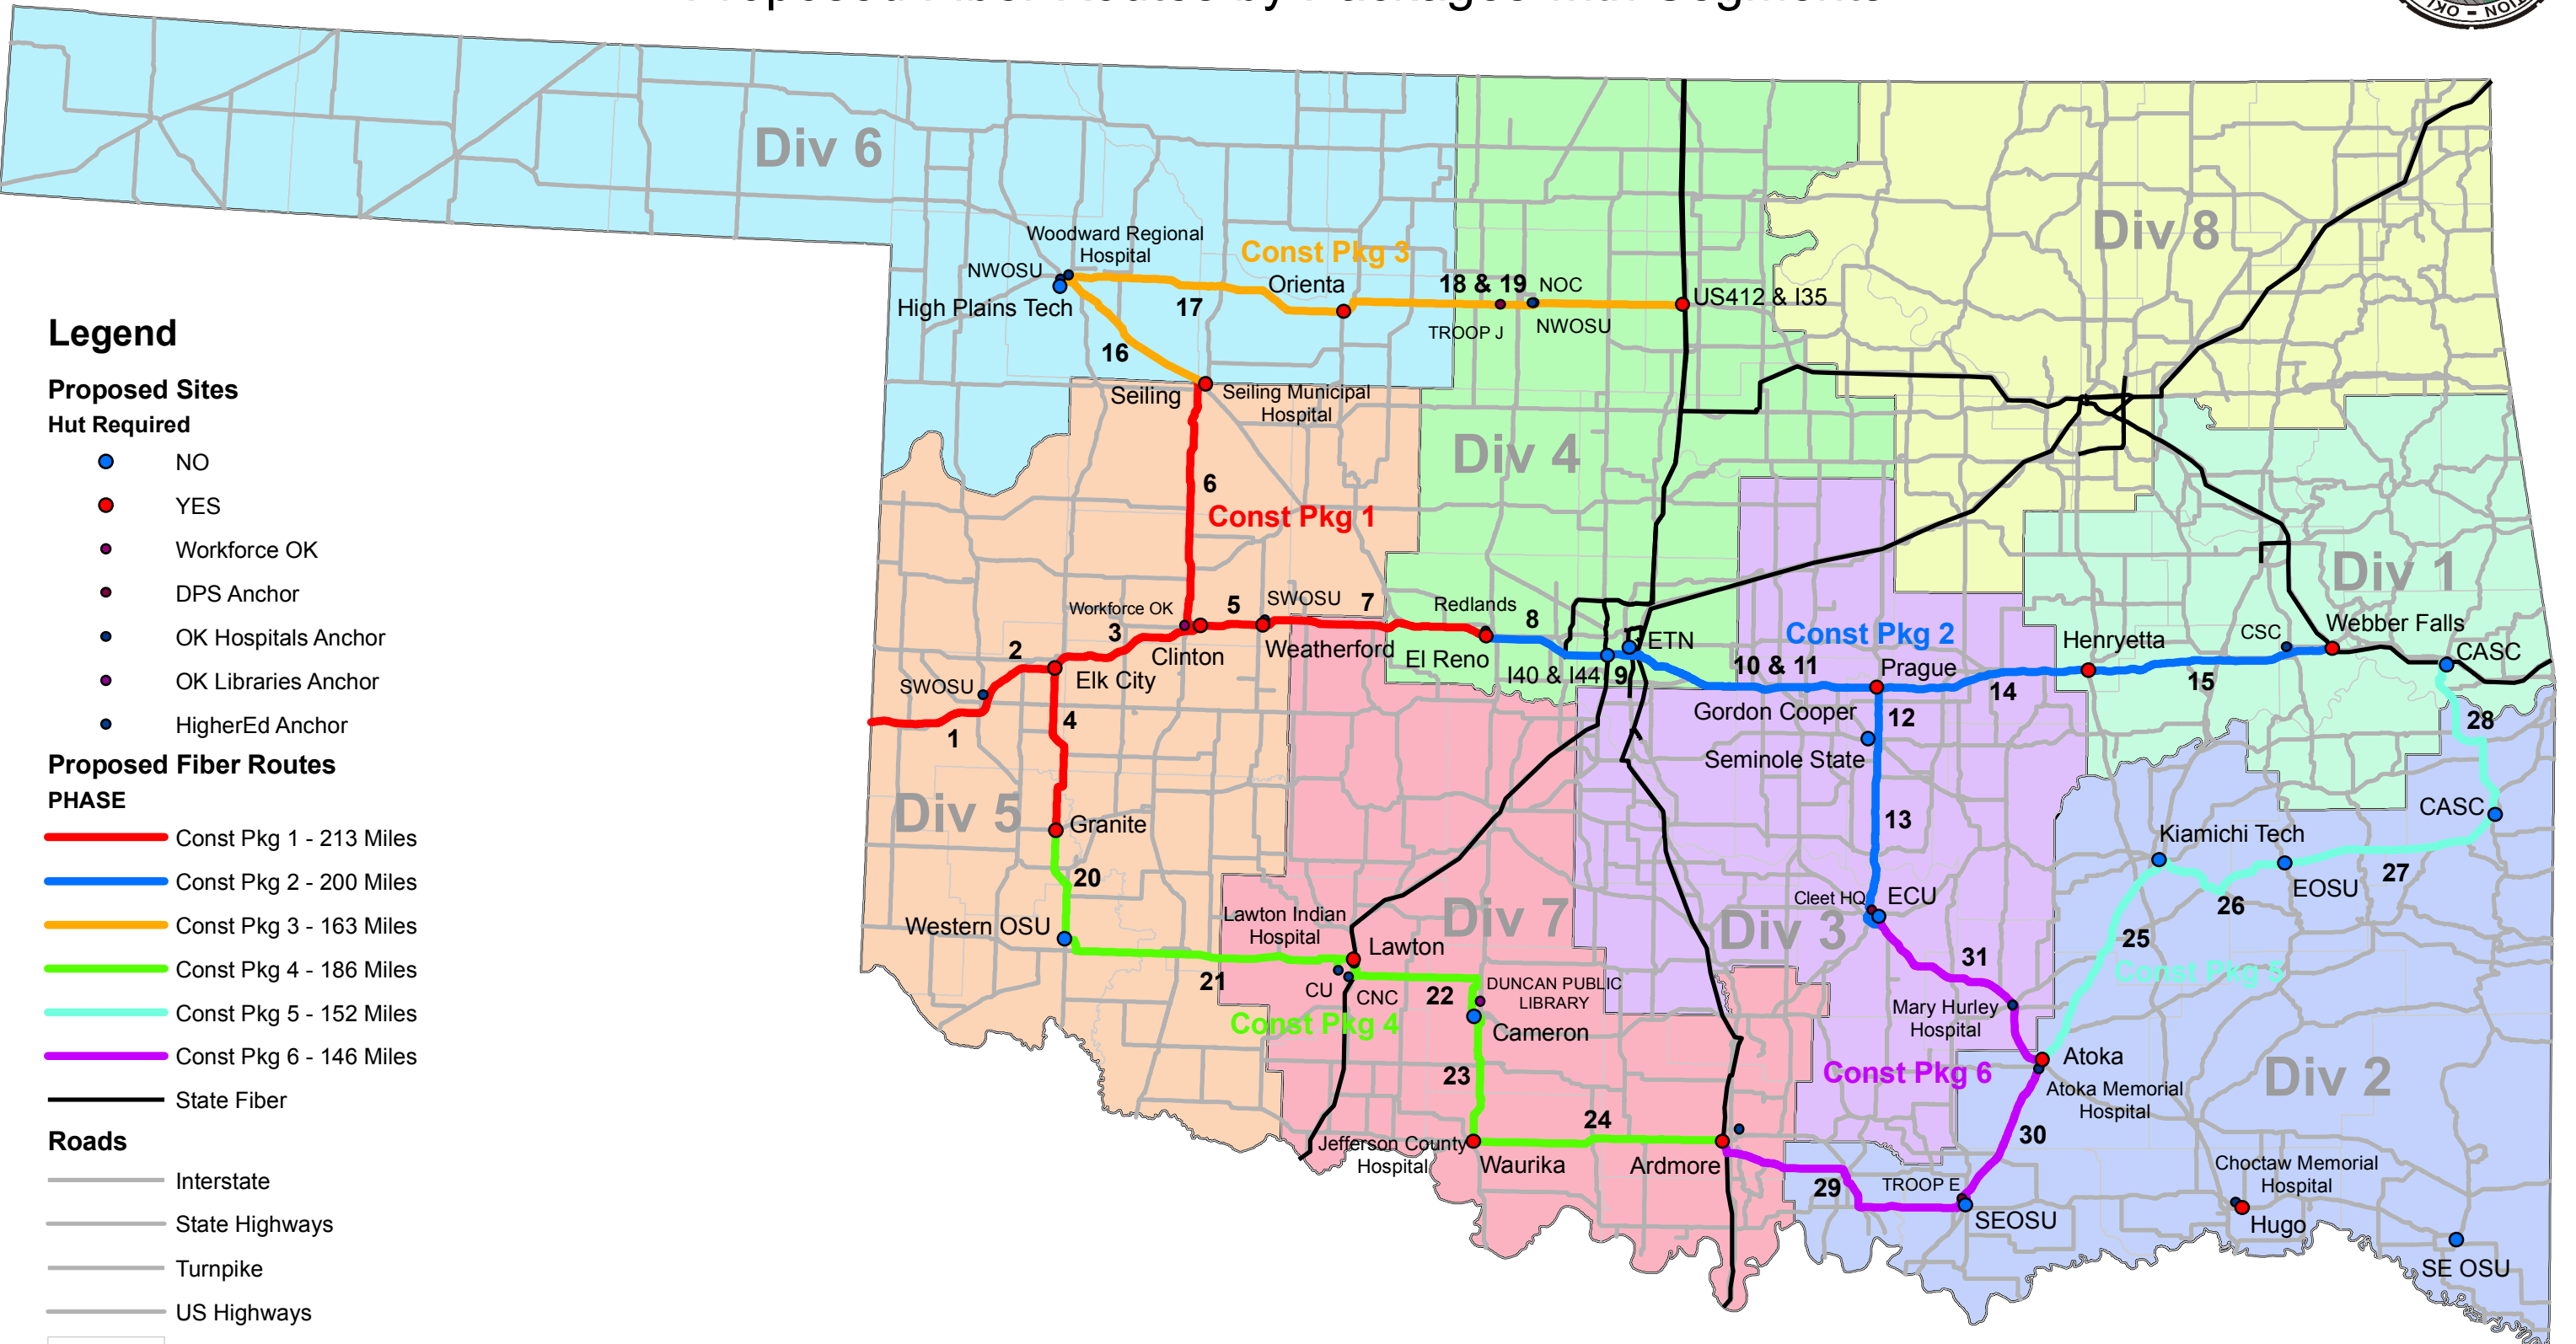 Proposed Fiber Routes by Packages with Segments
Div 6
Woodward Regional
Hospital
NWOSU
High Plains Tech
Const Pkg 3
Orienta
17
16
18 & 19
NOC
TROOP J
NWOSU
US412 & I35
Div 8
Seiling
Seiling Municipal
Hospital
Div 4
6
Const Pkg 1
Div 1
Workforce OK
5
SWOSU
7
Redlands
8
3
Clinton
Weatherford
El Reno
I40 & I44
9
ETN
Const Pkg 2
10 & 11
Prague
Henryetta
CSC
Webber Falls
CASC
14
15
2
SWOSU
Elk City
1
4
Gordon Cooper
12
Seminole State
28
Div 5
Granite
13
CASC
Kiamichi Tech
20
Western OSU
Lawton Indian
Hospital
Lawton
Div 7
Cleet HQ
ECU
Div 3
EOSU
27
26
25
Const Pkg 5
31
21
CU
CNC
22
DUNCAN PUBLIC
LIBRARY
Const Pkg 4
Cameron
Mary Hurley
Hospital
23
Const Pkg 6
Atoka
Atoka Memorial
Hospital
Div 2
24
30
Jefferson County
Hospital
Waurika
Ardmore
29
TROOP E
SEOSU
Choctaw Memorial
Hospital
Hugo
SE OSU
Legend
Proposed Sites
Hut Required
NO
YES
Workforce OK
DPS Anchor
OK Hospitals Anchor
OK Libraries Anchor
HigherEd Anchor
Proposed Fiber Routes
PHASE
Const Pkg 1 - 213 Miles
Const Pkg 2 - 200 Miles
Const Pkg 3 - 163 Miles
Const Pkg 4 - 186 Miles
Const Pkg 5 - 152 Miles
Const Pkg 6 - 146 Miles
State Fiber
Roads
Interstate
State Highways
Turnpike
US Highways